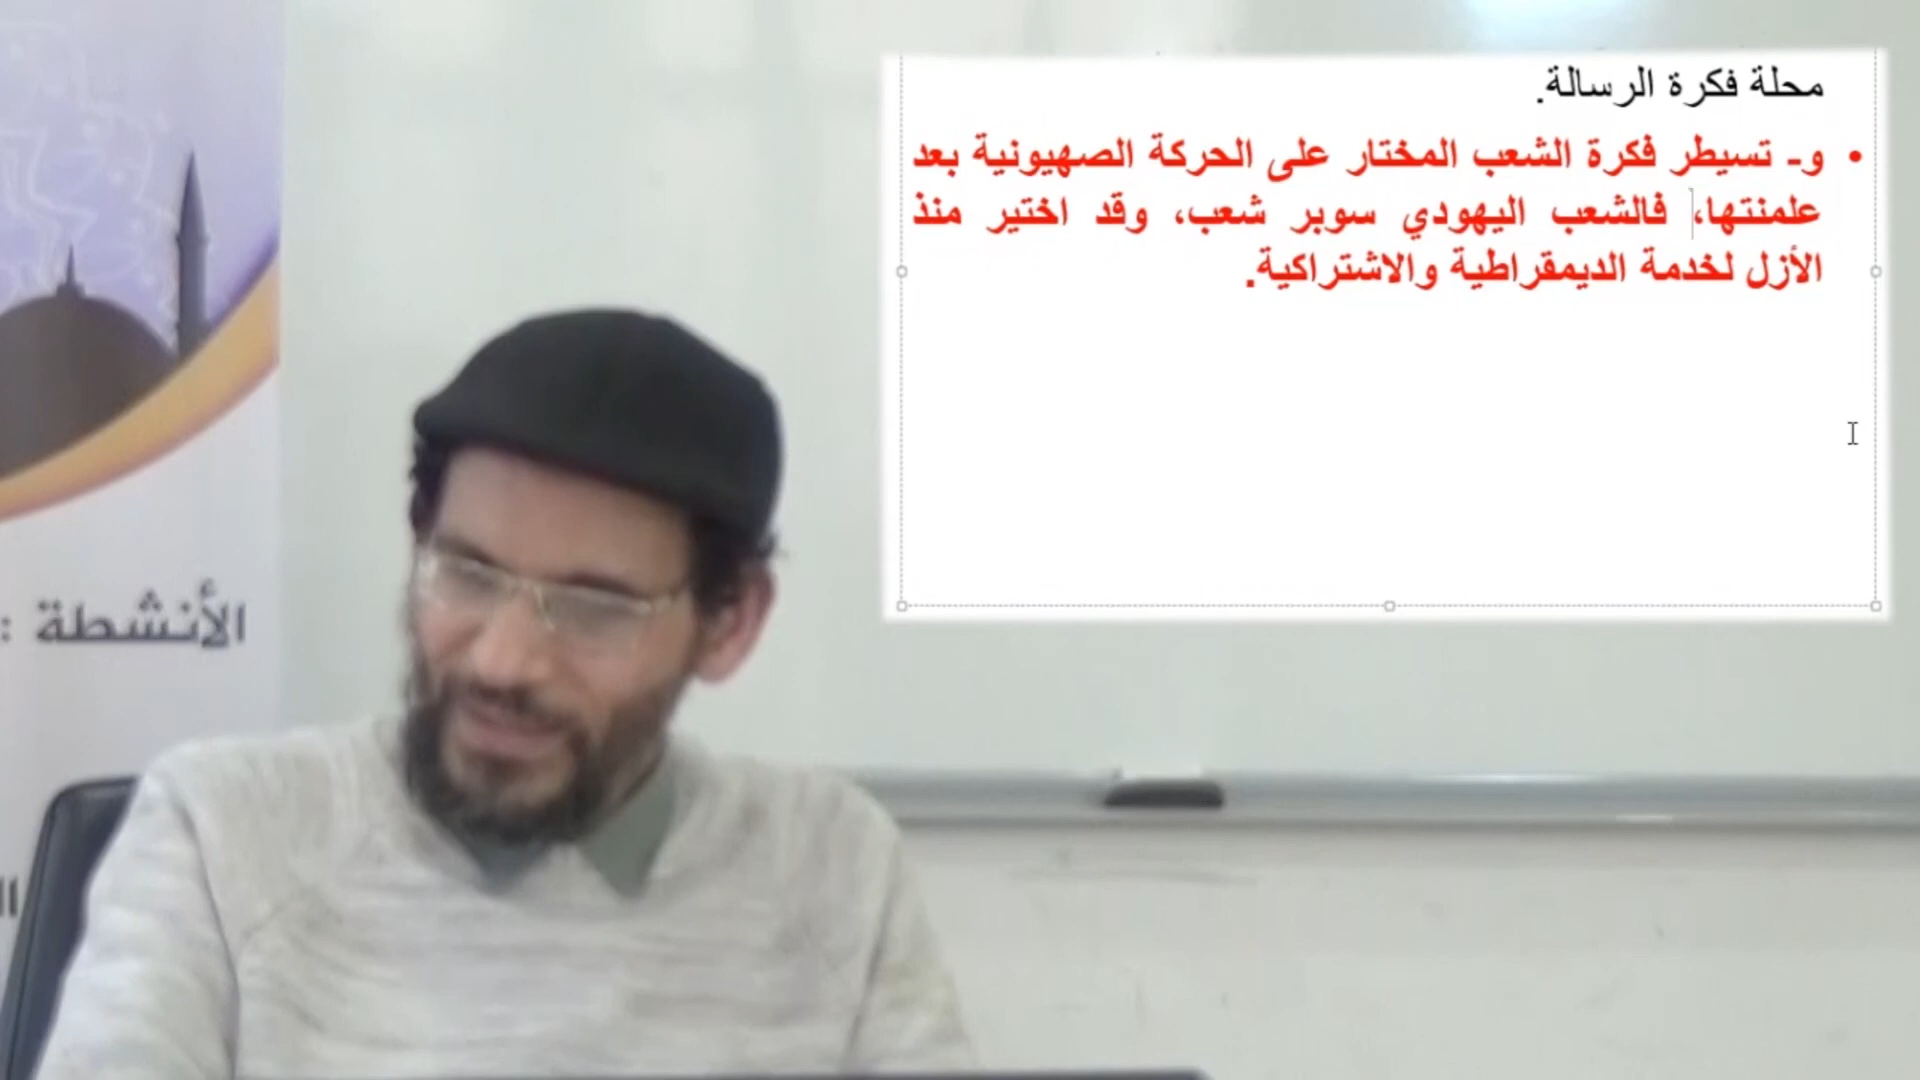 محلة فكرة الرسالة.
• و- تسيطر فكرة الشعب المختار على الحركة الصهيونية بعد
علمنتها، فالشعب اليهودي سوبر شعب، وقد اختير منذ
الأزل لخدمة الديمقراطية والاشتراكية.
الأنشطة :